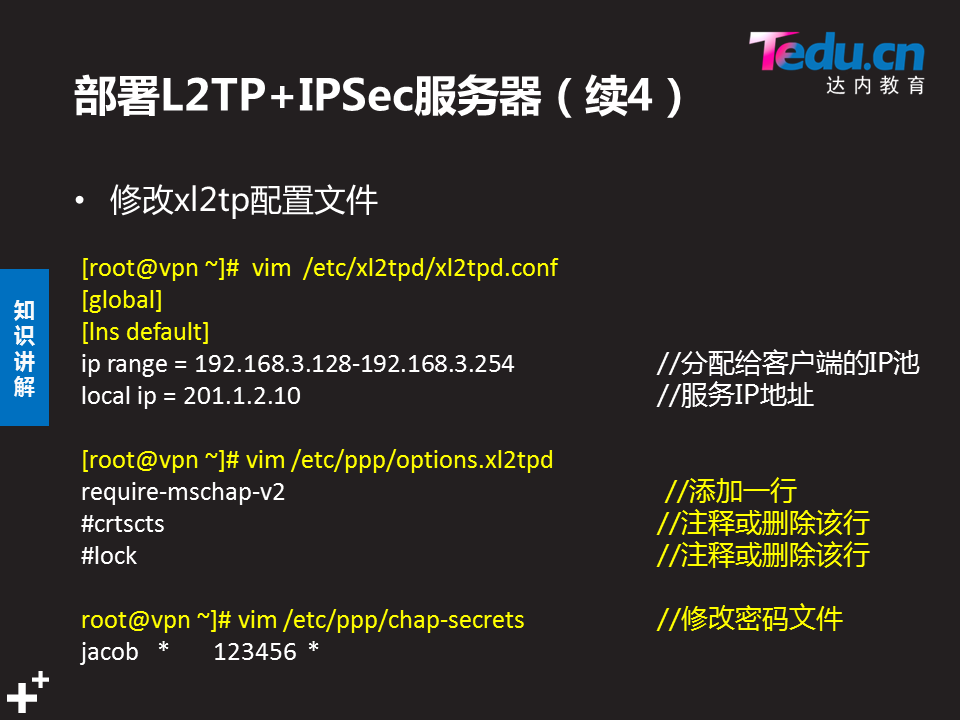 Tedu.cn
达内教育
部署L2TP+IPSec服务器（续4）
• 修改xl2tp配置文件
[root@vpn ~]#  vim  /etc/xl2tpd/xl2tpd.conf
[global]
[lns default]
ip range = 192.168.3.128-192.168.3.254 //分配给客户端的IP池
local ip = 201.1.2.10 //服务IP地址
[root@vpn ~]# vim /etc/ppp/options.xl2tpd
require-mschap-v2 //添加一行
#crtscts //注释或删除该行
#lock //注释或删除该行
root@vpn ~]# vim /etc/ppp/chap-secrets //修改密码文件
jacob   *       123456  *
知识讲解